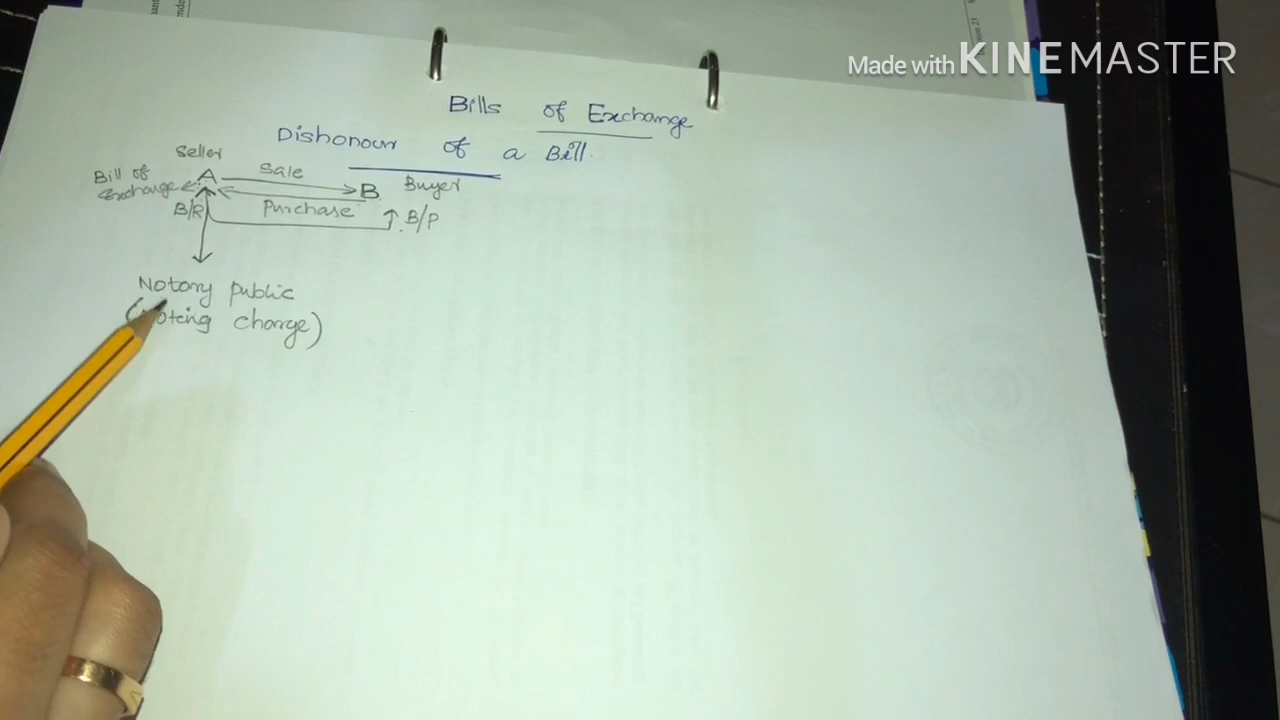 Made with KINEMASTER
Bills of Exchange
Dishonour of a Bill.
Seller
Bill of Exchange
A
Sale
B
Buyer
B/R
Purchase
B/P
Notary public
(Noting charge)